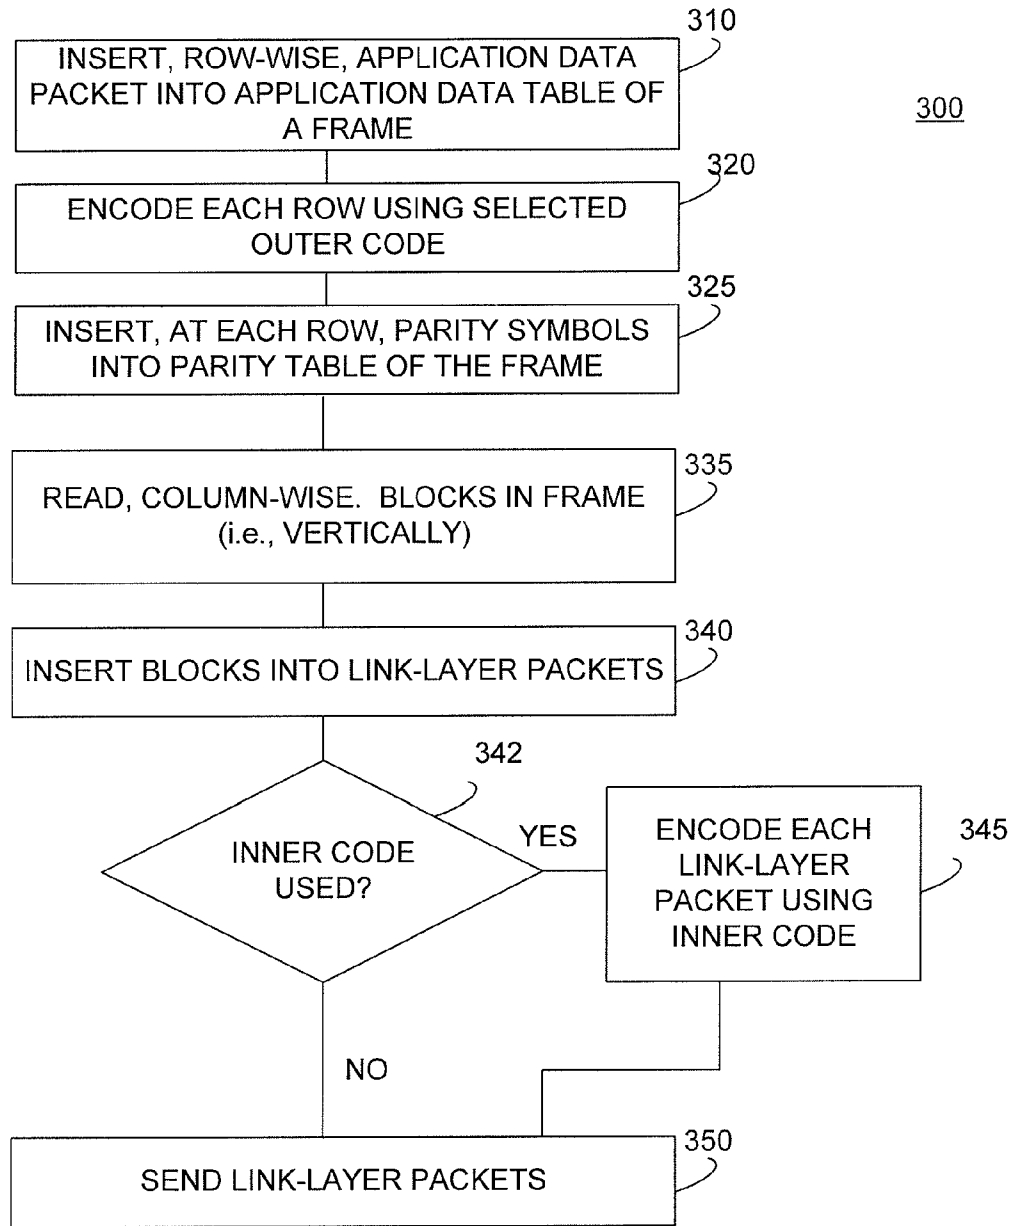 310
INSERT, ROW-WISE, APPLICATION DATA
PACKET INTO APPLICATION DATA TABLE OF
A FRAME
300
320
ENCODE EACH ROW USING SELECTED
OUTER CODE
325
INSERT, AT EACH ROW, PARITY SYMBOLS
INTO PARITY TABLE OF THE FRAME
335
READ, COLUMN-WISE. BLOCKS IN FRAME
(i.e., VERTICALLY)
340
INSERT BLOCKS INTO LINK-LAYER PACKETS
342
INNER CODE
USED?
YES
345
ENCODE EACH
LINK-LAYER
PACKET USING
INNER CODE
NO
350
SEND LINK-LAYER PACKETS